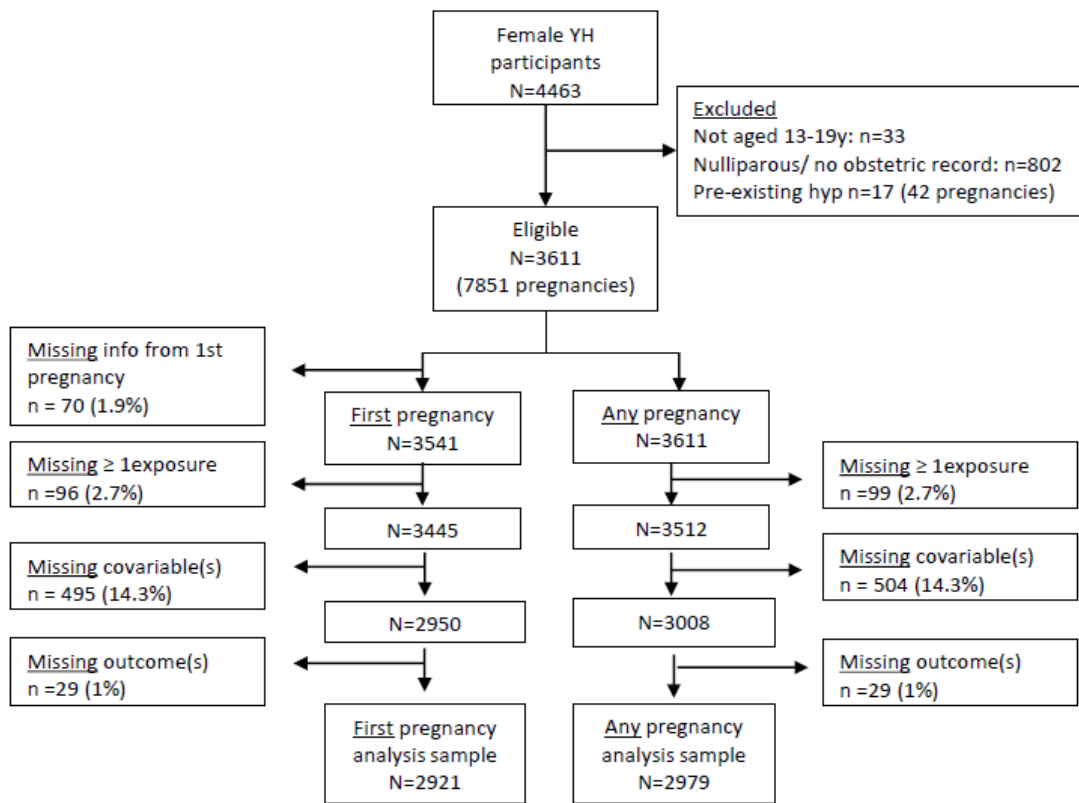 Female YH
participants
N=4463
Excluded
Not aged 13-19y: n=33
Nulliparous/ no obstetric record: n=802
Pre-existing hyp n=17 (42 pregnancies)
Eligible
N=3611
(7851 pregnancies)
Missing info from 1st
pregnancy
n = 70 (1.9%)
First pregnancy
N=3541
Any pregnancy
N=3611
Missing ≥ 1exposure
n =96 (2.7%)
Missing ≥ 1exposure
n =99 (2.7%)
N=3445
N=3512
Missing covariable(s)
n = 495 (14.3%)
Missing covariable(s)
n = 504 (14.3%)
N=2950
N=3008
Missing outcome(s)
n =29 (1%)
Missing outcome(s)
n =29 (1%)
First pregnancy
analysis sample
N=2921
Any pregnancy
analysis sample
N=2979